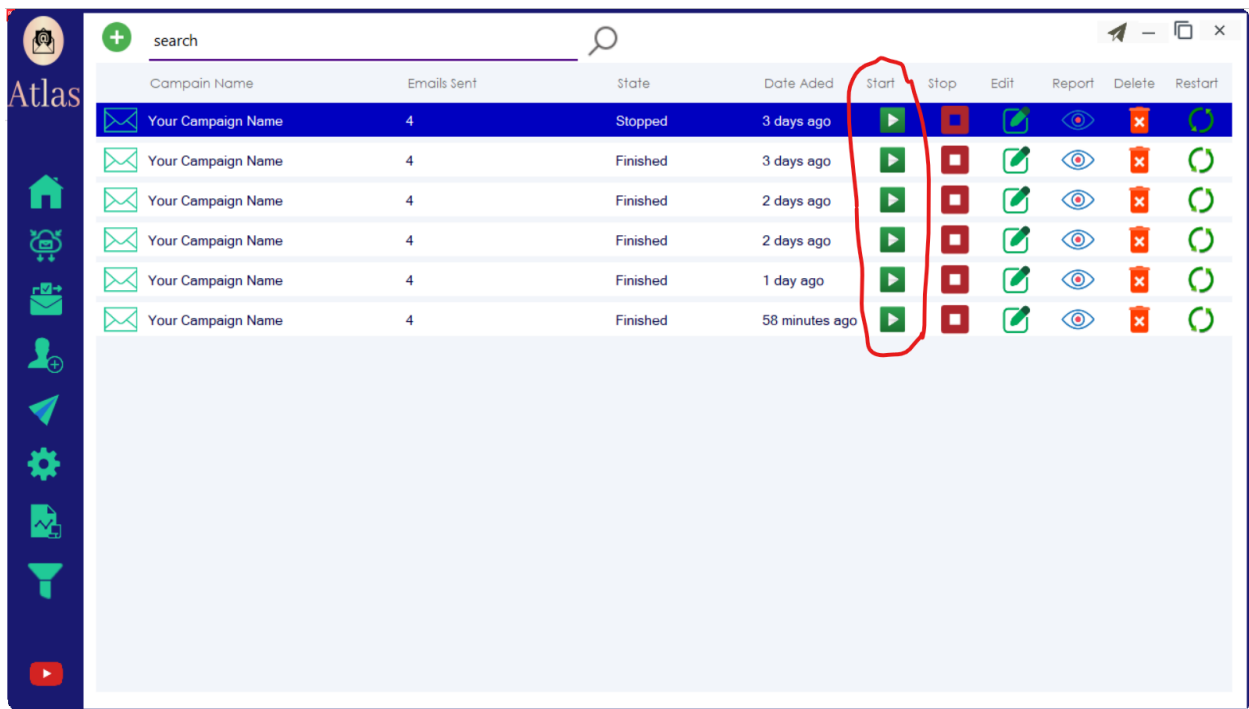 search
Atlas
Campain Name Emails Sent State Date Aded Start Stop Edit Report Delete Restart
Your Campaign Name 4 Stopped 3 days ago
Your Campaign Name 4 Finished 3 days ago
Your Campaign Name 4 Finished 2 days ago
Your Campaign Name 4 Finished 2 days ago
Your Campaign Name 4 Finished 1 day ago
Your Campaign Name 4 Finished 58 minutes ago